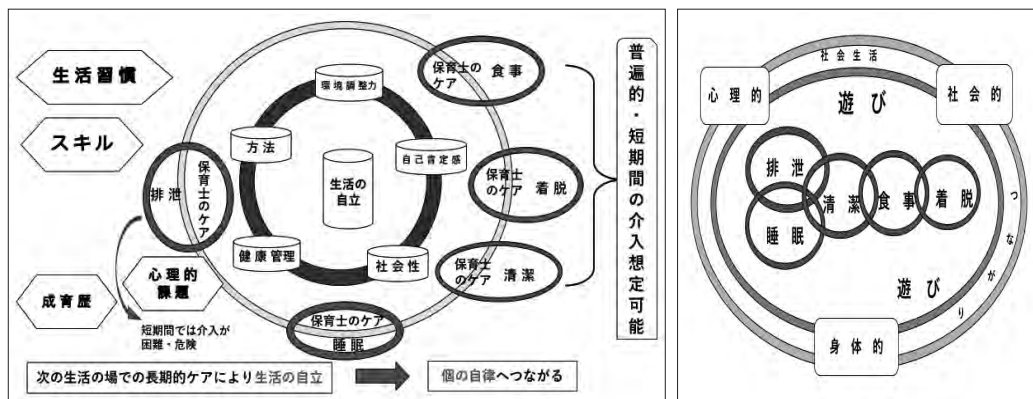 生活習慣
スキル
成育歴
心理的
課題
短期間では介入が
困難・危険
排泄
保育士のケア
環境調整力
方法
自己肯定感
生活の
自立
健康管理
社会性
保育士の
ケア
食事
保育士
のケア
着脱
保育士
のケア
清潔
保育士のケア
睡眠
普遍的・短期間の介入想定可能
次の生活の場での長期的ケアにより生活の自立
個の自律へつながる
社会生活
心理的
社会的
遊び
排泄
清潔
食事
着脱
睡眠
遊び
つながり
身体的